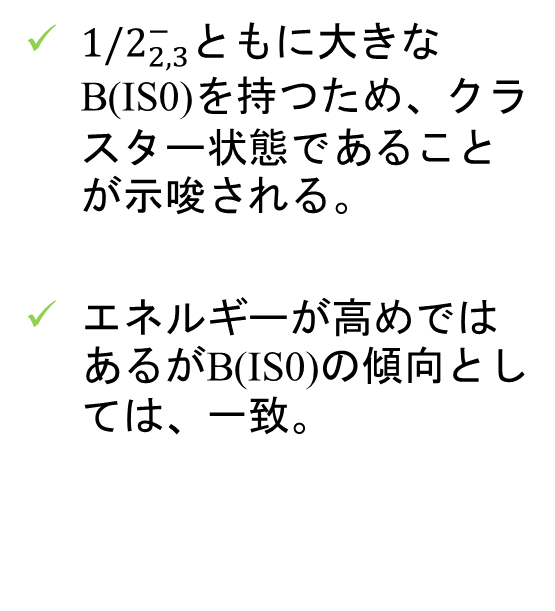 ✓ 1/2⁻₂,₃ともに大きな
B(IS0)を持つため、クラ
スター状態であること
が示唆される。
✓ エネルギーが高めでは
あるがB(IS0)の傾向とし
ては、一致。